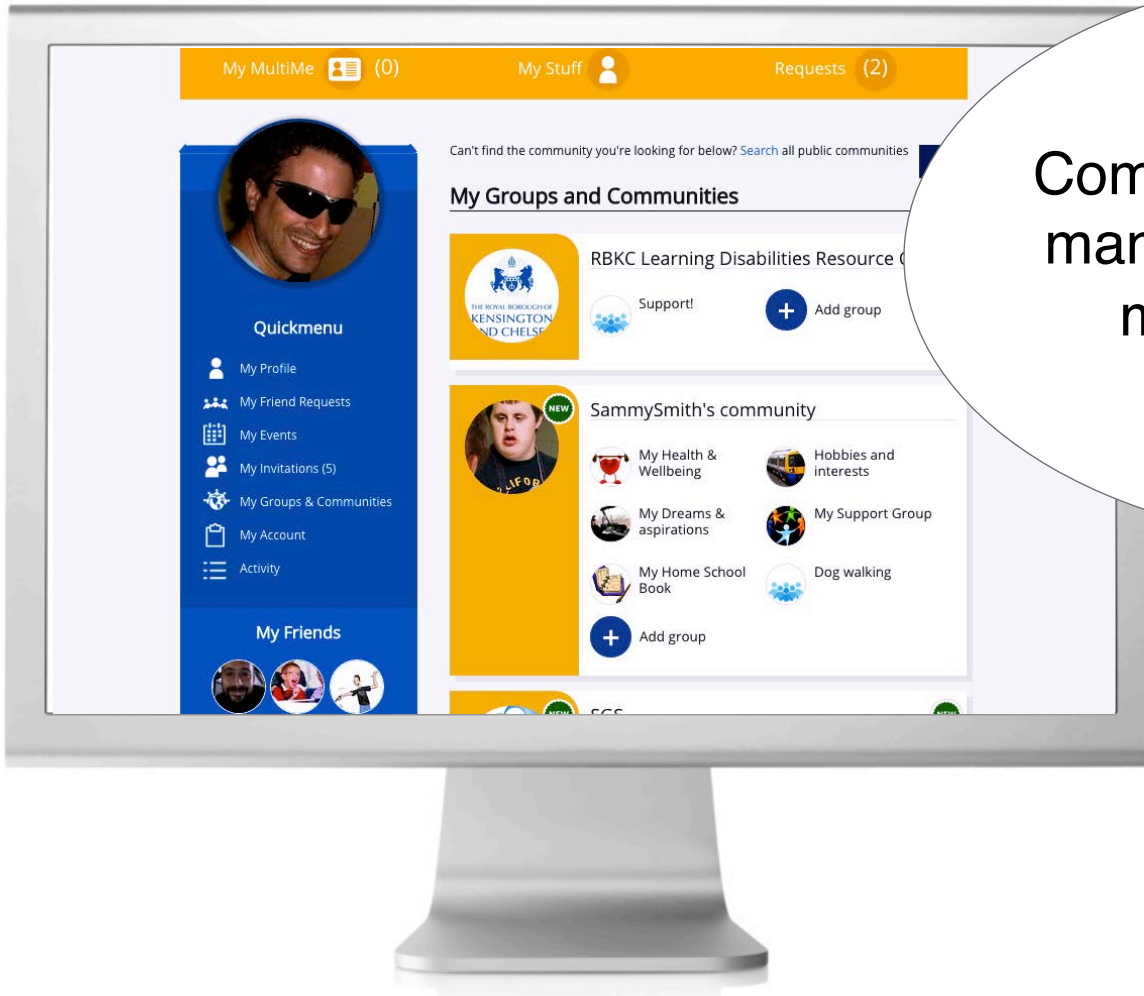 My MultiMe (0) My Stuff Requests (2)
Can't find the community you're looking for below? Search all public communities
My Groups and Communities
RBKC Learning Disabilities Resource
THE ROYAL BOROUGH OF
KENSINGTON
AND CHELSE
Support!
Add group
NEW
SammySmith's community
My Health &
Wellbeing
Hobbies and
interests
My Dreams &
aspirations
My Support Group
My Home School
Book
Dog walking
Add group
NEW
SGS
NEW
Quickmenu
My Profile
My Friend Requests
My Events
My Invitations (5)
My Groups & Communities
My Account
Activity
My Friends